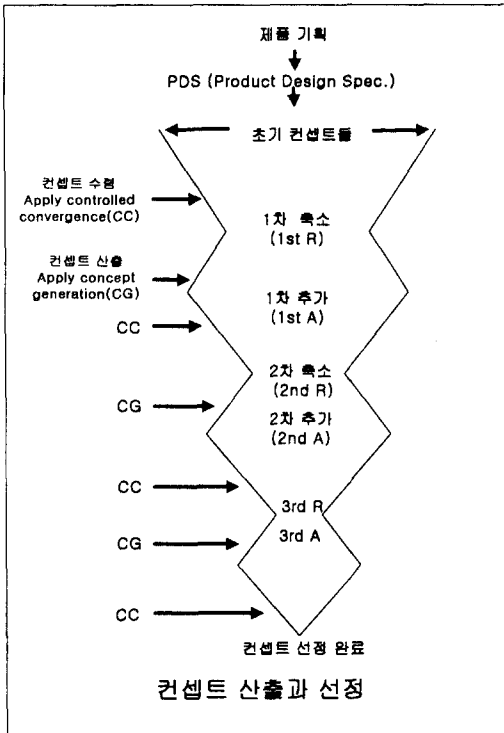 제품 기획
PDS (Product Design Spec.)
초기 컨셉트들
컨셉트 수렴
Apply controlled
convergence(CC)
1차 축소
(1st R)
컨셉트 산출
Apply concept
generation(CG)
1차 추가
(1st A)
CC
2차 축소
(2nd R)
CG
2차 추가
(2nd A)
CC
3rd R
3rd A
CG
CC
컨셉트 선정 완료
컨셉트 산출과 선정